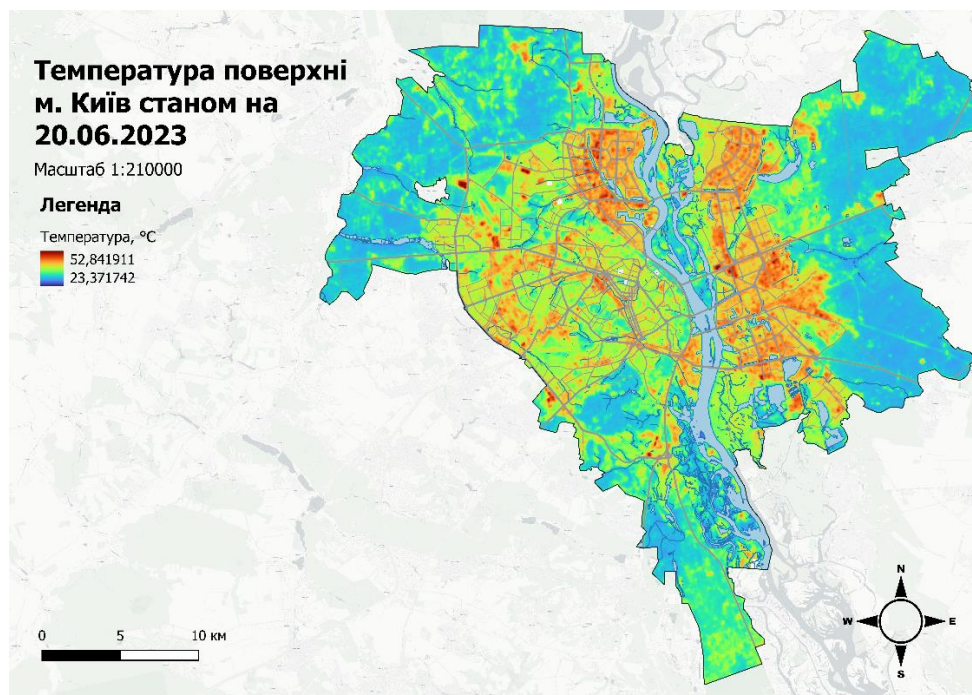 Температура поверхні
м. Київ станом на
20.06.2023
Масштаб 1:210000
Легенда
Температура, °C
52,841911
23,371742
N
W
E
S
0
5
10 км